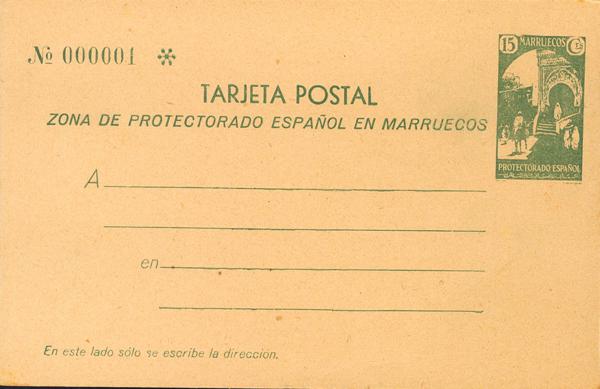 Nº 000001 *
15 MARRUECOS Cts
TARJETA POSTAL
ZONA DE PROTECTORADO ESPAÑOL EN MARRUECOS
PROTECTORADO ESPAÑOL
A
en
En este lado sólo se escribe la dirección.